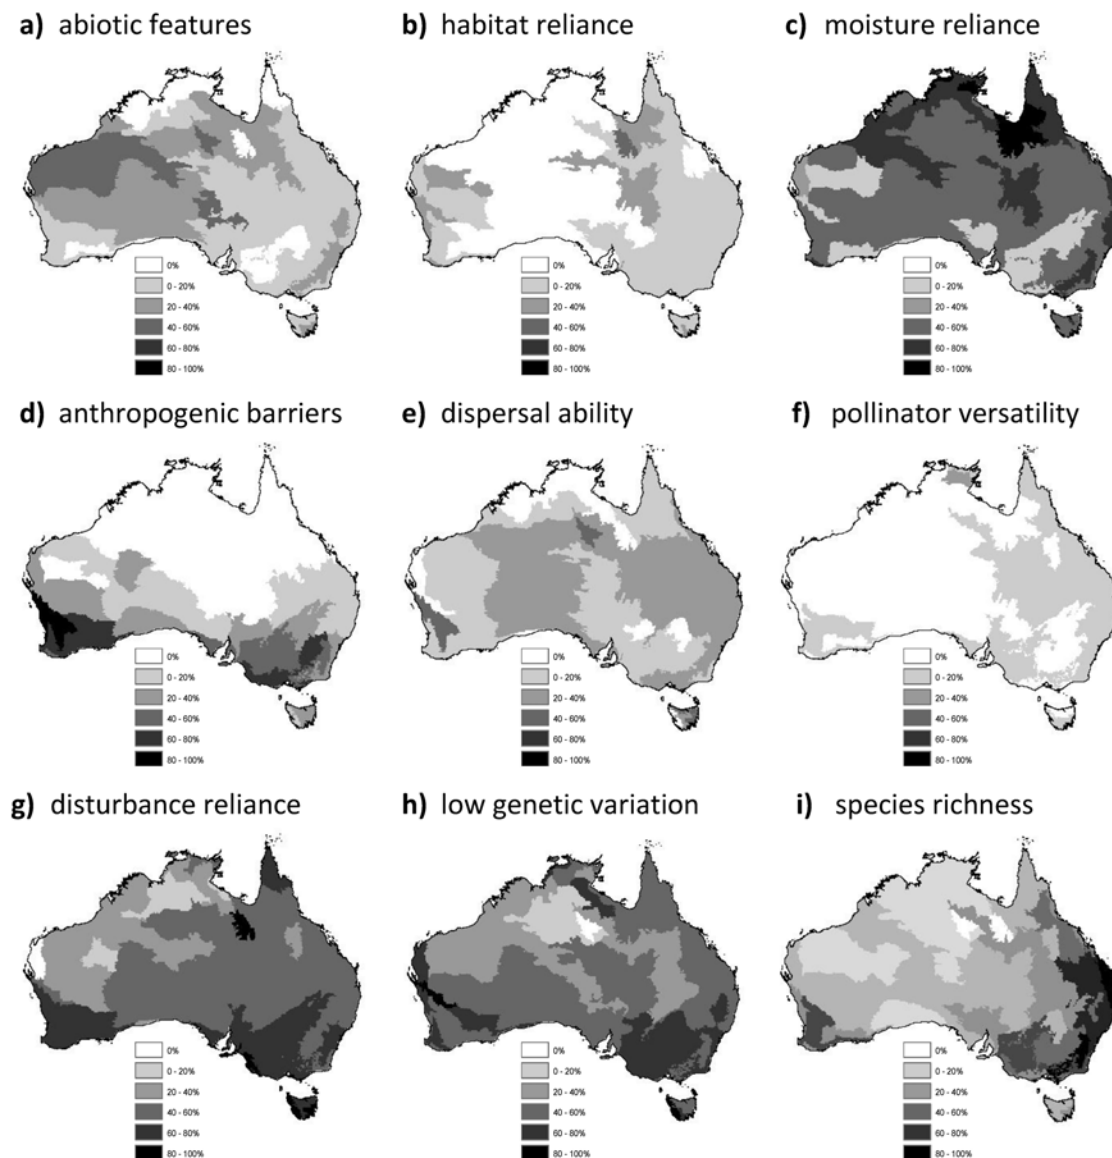 a) abiotic features
b) habitat reliance
c) moisture reliance
0%
0 - 20%
20 - 40%
40 - 60%
60 - 80%
80 - 100%
0%
0 - 20%
20 - 40%
40 - 60%
60 - 80%
80 - 100%
0%
0 - 20%
20 - 40%
40 - 60%
60 - 80%
80 - 100%
d) anthropogenic barriers
e) dispersal ability
f) pollinator versatility
0%
0 - 20%
20 - 40%
40 - 60%
60 - 80%
80 - 100%
0%
0 - 20%
20 - 40%
40 - 60%
60 - 80%
80 - 100%
0%
0 - 20%
20 - 40%
40 - 60%
60 - 80%
80 - 100%
g) disturbance reliance
h) low genetic variation
i) species richness
0%
0 - 20%
20 - 40%
40 - 60%
60 - 80%
80 - 100%
0%
0 - 20%
20 - 40%
40 - 60%
60 - 80%
80 - 100%
0%
0 - 20%
20 - 40%
40 - 60%
60 - 80%
80 - 100%